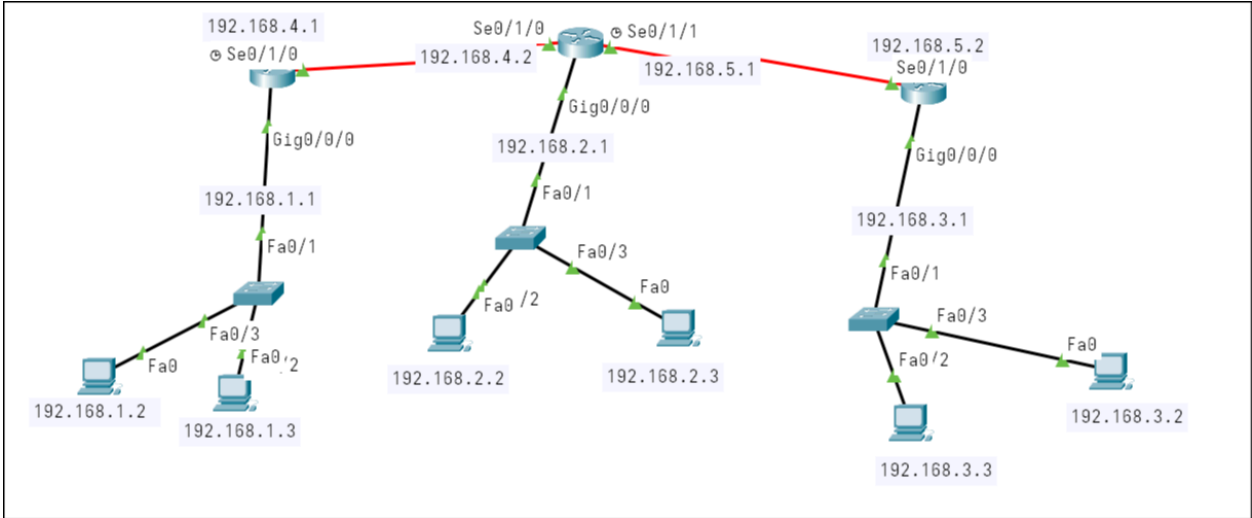 192.168.4.1
Se0/1/0
Se0/1/0
Se0/1/1
192.168.4.2
192.168.5.1
192.168.5.2
Se0/1/0
Gig0/0/0
Gig0/0/0
Gig0/0/0
192.168.1.1
192.168.2.1
192.168.3.1
Fa0/1
Fa0/1
Fa0/1
Fa0/3
Fa0/3
Fa0/3
Fa0
Fa0
/2
Fa0
Fa0
Fa0/2
Fa0
/2
192.168.1.2
192.168.1.3
192.168.2.2
192.168.2.3
192.168.3.2
192.168.3.3